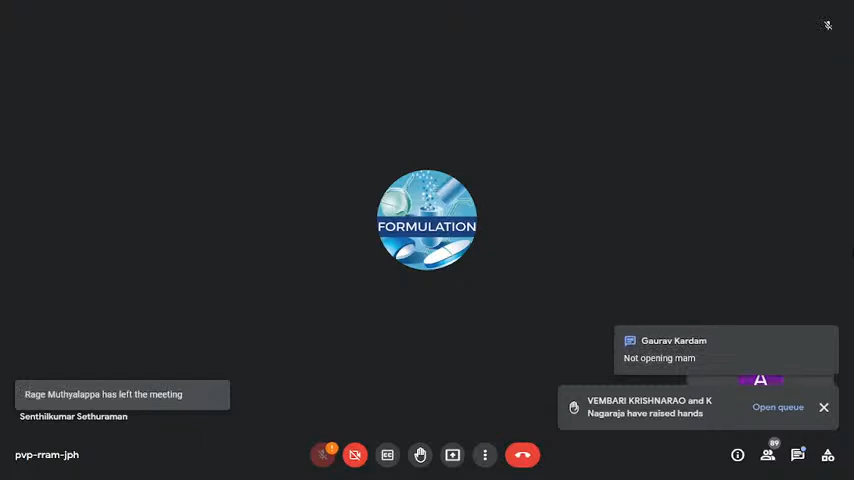 FORMULATION
Gaurav Kardam
Not opening mam
Rage Muthyalappa has left the meeting
A
VEMBARI KRISHNARAO and K
Nagaraja have raised hands
Open queue
Senthilkumar Sethuraman
pvp-rram-jph
!
CC
89